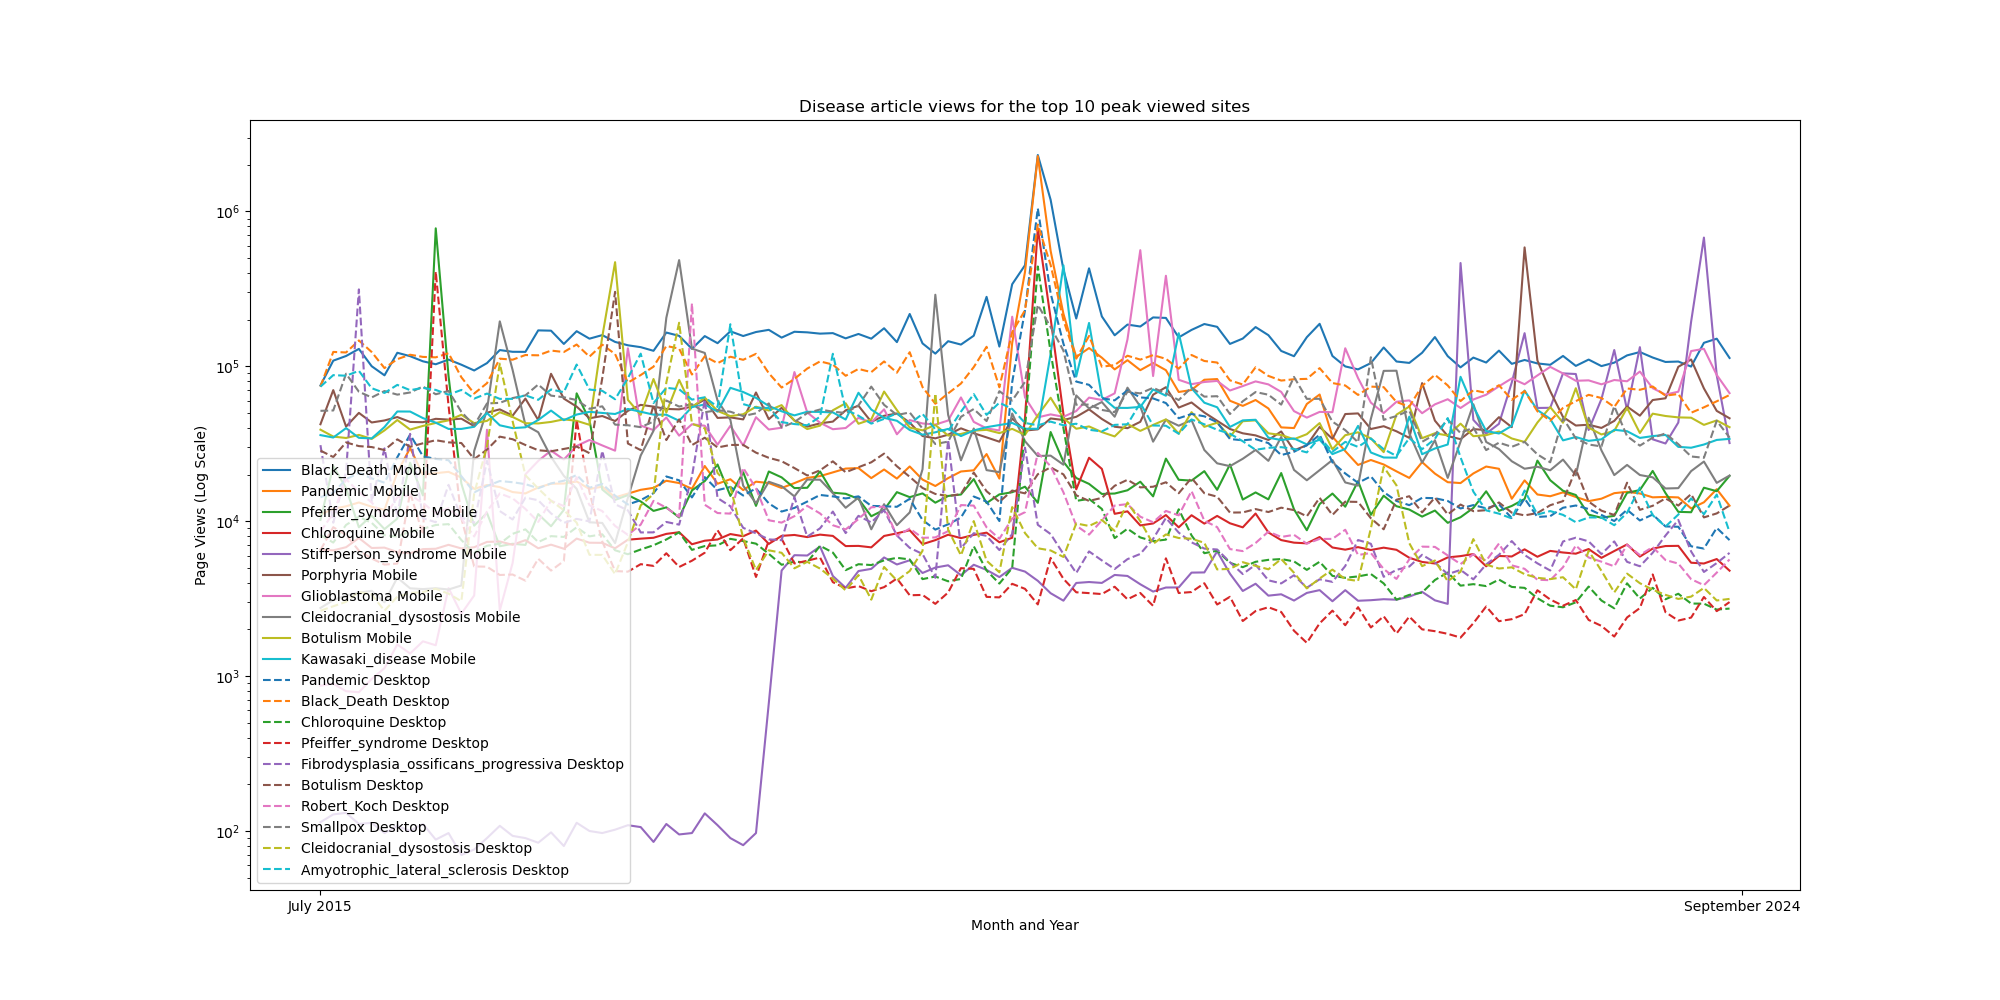 Disease article views for the top 10 peak viewed sites
Page Views (Log Scale)
10^6
10^5
10^4
10^3
10^2
Black_Death Mobile
Pandemic Mobile
Pfeiffer_syndrome Mobile
Chloroquine Mobile
Stiff-person_syndrome Mobile
Porphyria Mobile
Glioblastoma Mobile
Cleidocranial_dysostosis Mobile
Botulism Mobile
Kawasaki_disease Mobile
Pandemic Desktop
Black_Death Desktop
Chloroquine Desktop
Pfeiffer_syndrome Desktop
Fibrodysplasia_ossificans_progressiva Desktop
Botulism Desktop
Robert_Koch Desktop
Smallpox Desktop
Cleidocranial_dysostosis Desktop
Amyotrophic_lateral_sclerosis Desktop
July 2015
September 2024
Month and Year